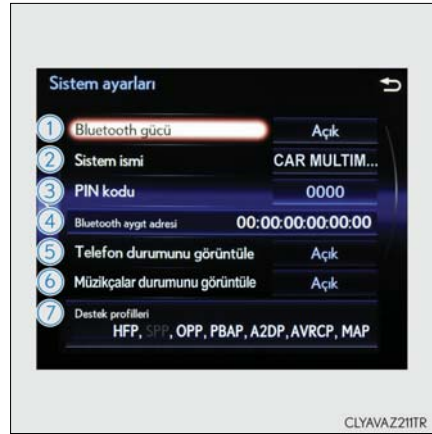 Sistem ayarları
1 Bluetooth gücü Açık
2 Sistem ismi CAR MULTIM...
3 PIN kodu 0000
4 Bluetooth aygıt adresi 00:00:00:00:00:00
5 Telefon durumunu görüntüle Açık
6 Müzikçalar durumunu görüntüle Açık
7 Destek profilleri
HFP, SPP, OPP, PBAP, A2DP, AVRCP, MAP
CLYAVAZ211TR